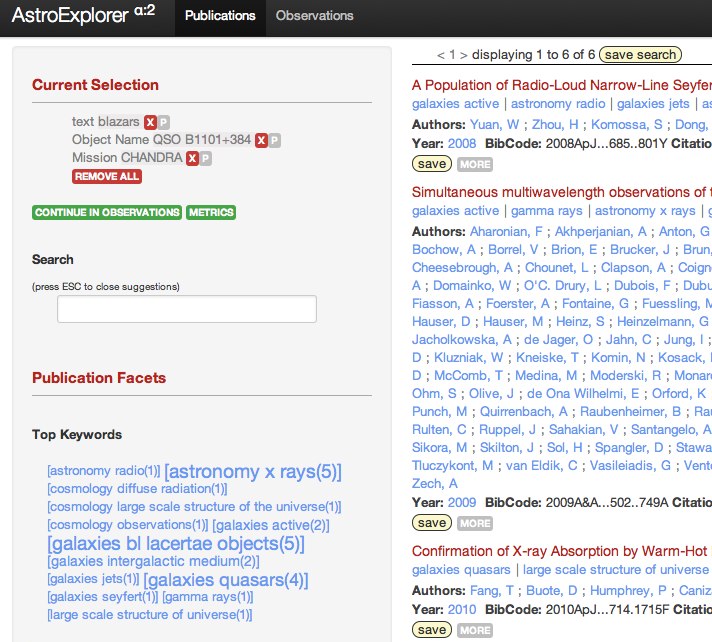 AstroExplorer α:2 Publications Observations
Current Selection
text blazars X P
Object Name QSO B1101+384 X P
Mission CHANDRA X P
REMOVE ALL
CONTINUE IN OBSERVATIONS METRICS
Search
(press ESC to close suggestions)
Publication Facets
Top Keywords
[astronomy radio(1)] [astronomy x rays(5)]
[cosmology diffuse radiation(1)]
[cosmology large scale structure of the universe(1)]
[cosmology observations(1)] [galaxies active(2)]
[galaxies bl lacertae objects(5)]
[galaxies intergalactic medium(2)]
[galaxies jets(1)] [galaxies quasars(4)]
[galaxies seyfert(1)] [gamma rays(1)]
[large scale structure of universe(1)]
< 1 > displaying 1 to 6 of 6 save search
A Population of Radio-Loud Narrow-Line Seyfer
galaxies active | astronomy radio | galaxies jets | as
Authors: Yuan, W ; Zhou, H ; Komossa, S ; Dong,
Year: 2008 BibCode: 2008ApJ...685..801Y Citatio
save MORE
Simultaneous multiwavelength observations of t
galaxies active | gamma rays | astronomy x rays | g
Authors: Aharonian, F ; Akhperjanian, A ; Anton, G
Bochow, A ; Borrel, V ; Brion, E ; Brucker, J ; Brun,
Cheesebrough, A ; Chounet, L ; Clapson, A ; Coign
A ; Domainko, W ; O'C. Drury, L ; Dubois, F ; Dubu
Fiasson, A ; Foerster, A ; Fontaine, G ; Fuessling, M
Hauser, D ; Hauser, M ; Heinz, S ; Heinzelmann, G
Jacholkowska, A ; de Jager, O ; Jahn, C ; Jung, I ;
D ; Kluzniak, W ; Kneiske, T ; Komin, N ; Kosack, 
D ; McComb, T ; Medina, M ; Moderski, R ; Monar
Ohm, S ; Olive, J ; de Ona Wilhelmi, E ; Orford, K
Punch, M ; Quirrenbach, A ; Raubenheimer, B ; Ra
Rulten, C ; Ruppel, J ; Sahakian, V ; Santangelo, A
Sikora, M ; Skilton, J ; Sol, H ; Spangler, D ; Stawa
Tluczykont, M ; van Eldik, C ; Vasileiadis, G ; Vent
Zech, A
Year: 2009 BibCode: 2009A&A...502..749A Citatio
save MORE
Confirmation of X-ray Absorption by Warm-Hot
galaxies quasars | large scale structure of universe
Authors: Fang, T ; Buote, D ; Humphrey, P ; Caniz
Year: 2010 BibCode: 2010ApJ...714.1715F Citatio
save MORE